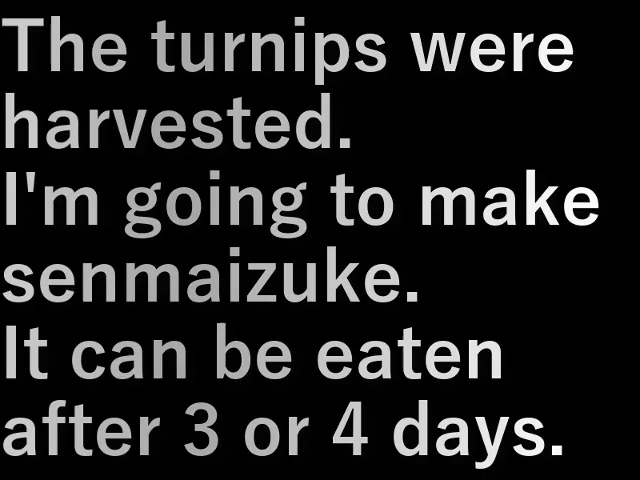 The turnips were
harvested.
I'm going to make
senmaizuke.
It can be eaten
after 3 or 4 days.